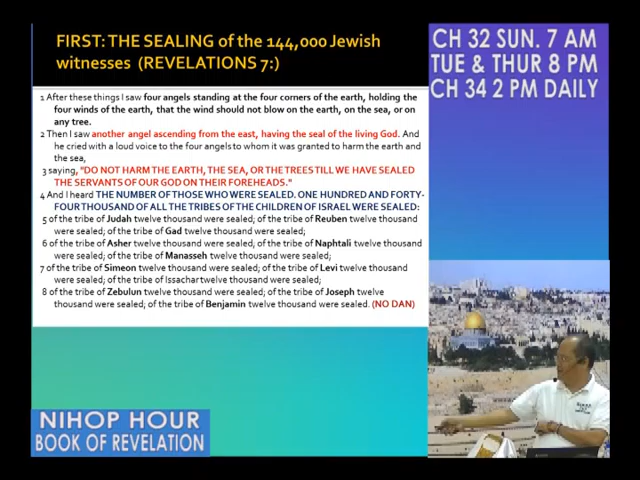 FIRST: THE SEALING of the 144,000 Jewish
witnesses (REVELATIONS 7:)
CH 32 SUN. 7 AM
TUE & THUR 8 PM
CH 34 2 PM DAILY
1 After these things I saw four angels standing at the four corners of the earth, holding the
four winds of the earth, that the wind should not blow on the earth, on the sea, or on
any tree.
2 Then I saw another angel ascending from the east, having the seal of the living God. And
he cried with a loud voice to the four angels to whom it was granted to harm the earth and
the sea,
3 saying, "DO NOT HARM THE EARTH, THE SEA, OR THE TREES TILL WE HAVE SEALED
THE SERVANTS OF OUR GOD ON THEIR FOREHEADS."
4 And I heard THE NUMBER OF THOSE WHO WERE SEALED. ONE HUNDRED AND FORTY-
FOUR THOUSAND OF ALL THE TRIBES OF THE CHILDREN OF ISRAEL WERE SEALED:
5 of the tribe of Judah twelve thousand were sealed; of the tribe of Reuben twelve thousand
were sealed; of the tribe of Gad twelve thousand were sealed;
6 of the tribe of Asher twelve thousand were sealed; of the tribe of Naphtali twelve thousand
were sealed; of the tribe of Manasseh twelve thousand were sealed;
7 of the tribe of Simeon twelve thousand were sealed; of the tribe of Levi twelve thousand
were sealed; of the tribe of Issachar twelve thousand were sealed;
8 of the tribe of Zebulun twelve thousand were sealed; of the tribe of Joseph twelve
thousand were sealed; of the tribe of Benjamin twelve thousand were sealed. (NO DAN)
NIHOP HOUR
BOOK OF REVELATION